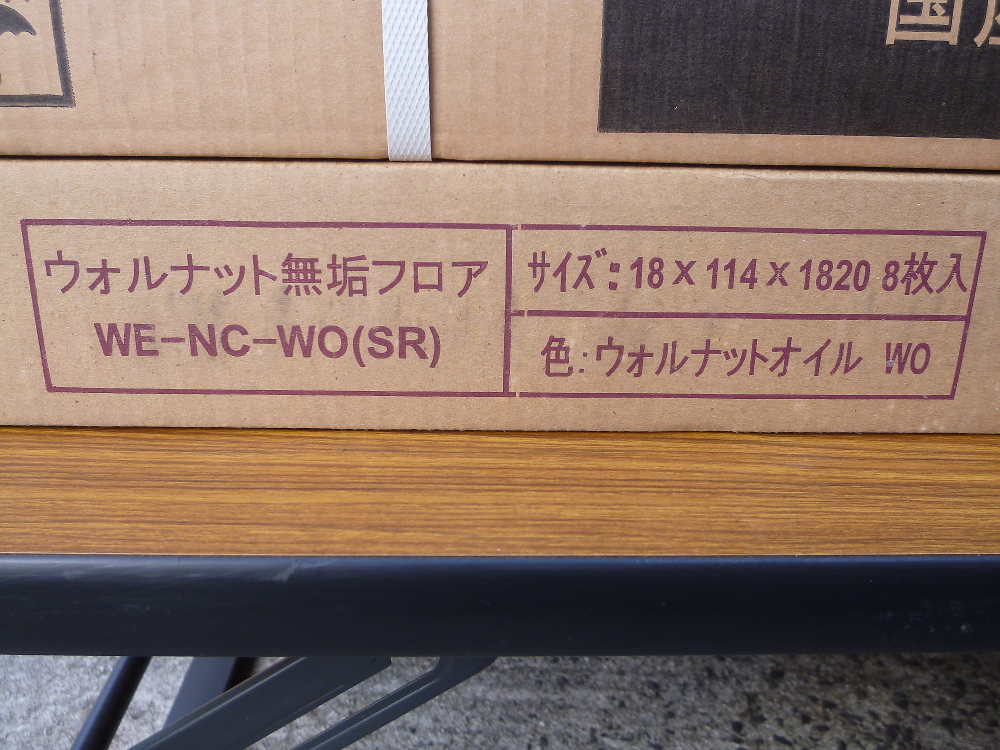 国
ウォルナット無垢フロア
WE-NC-WO(SR)
サイズ:18×114×1820 8枚入
色:ウォルナットオイル WO